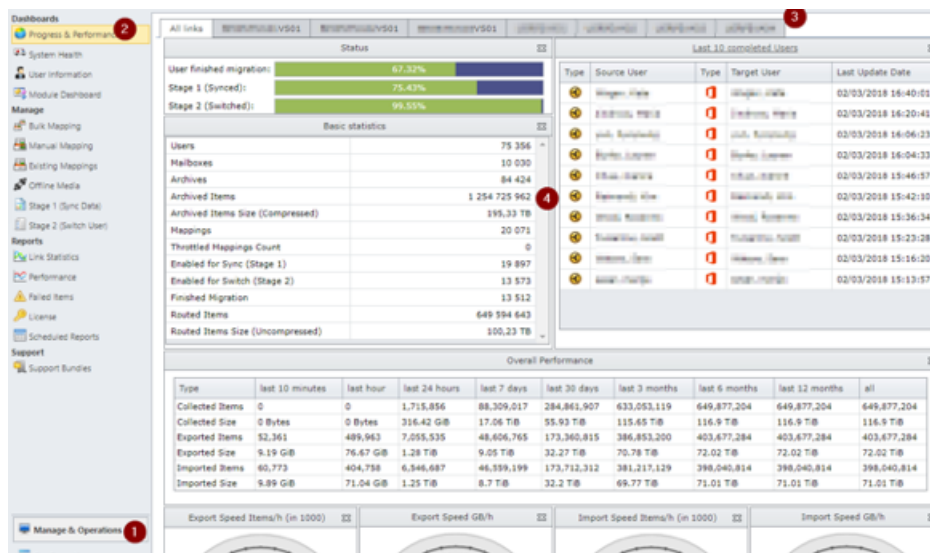 Dashboards
Progress & Performance
2
System Health
User Information
Module Dashboard
Manage
Bulk Mapping
Manual Mapping
Existing Mappings
Offline Media
Stage 1 (Sync Data)
Stage 2 (Switch User)
Reports
Link Statistics
Performance
Failed Items
License
Scheduled Reports
Support
Support Bundles
Manage & Operations
1
All links VS01 VS01 VS01
3
Status
User finished migration: 67.32%
Stage 1 (Synced): 75.43%
Stage 2 (Switched): 99.55%
Basic statistics
Users 75 356
Mailboxes 10 030
Archives 84 424
Archived Items 1 254 725 962
4
Archived Items Size (Compressed) 195,33 TB
Mappings 20 071
Throttled Mappings Count 0
Enabled for Sync (Stage 1) 19 897
Enabled for Switch (Stage 2) 13 573
Finished Migration 13 512
Routed Items 649 594 643
Routed Items Size (Uncompressed) 100,23 TB
Last 10 completed Users
Type Source User Type Target User Last Update Date
02/03/2018 16:40:01
02/03/2018 16:20:41
02/03/2018 16:06:23
02/03/2018 16:04:33
02/03/2018 15:46:57
02/03/2018 15:42:10
02/03/2018 15:36:34
02/03/2018 15:23:28
02/03/2018 15:16:20
02/03/2018 15:13:57
Overall Performance
Type last 10 minutes last hour last 24 hours last 7 days last 30 days last 3 months last 6 months last 12 months all
Collected Items 0 0 1,715,856 88,309,017 284,861,907 633,053,119 649,877,204 649,877,204 649,877,204
Collected Size 0 Bytes 0 Bytes 316.42 GiB 17.06 TiB 55.93 TiB 115.65 TiB 116.9 TiB 116.9 TiB 116.9 TiB
Exported Items 52,361 489,963 7,055,535 48,606,765 173,360,815 386,853,200 403,677,284 403,677,284 403,677,284
Exported Size 9.19 GiB 76.67 GiB 1.28 TiB 9.05 TiB 32.27 TiB 70.78 TiB 72.02 TiB 72.02 TiB 72.02 TiB
Imported Items 60,773 404,758 6,546,687 46,559,199 173,712,312 381,217,129 398,040,814 398,040,814 398,040,814
Imported Size 9.89 GiB 71.04 GiB 1.25 TiB 8.7 TiB 32.2 TiB 69.77 TiB 71.01 TiB 71.01 TiB 71.01 TiB
Export Speed Items/h (in 1000) Export Speed GB/h Import Speed Items/h (in 1000) Import Speed GB/h